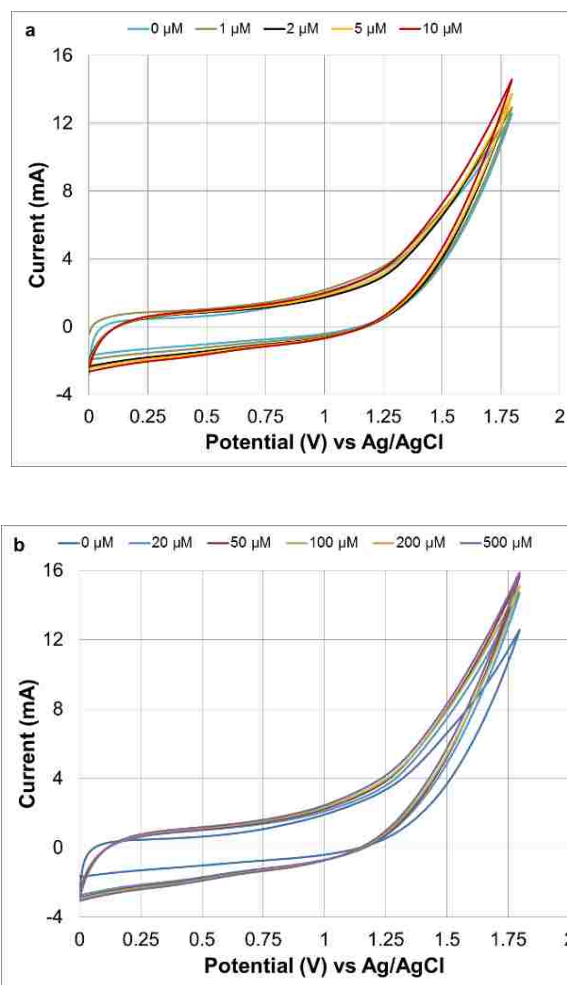 a
0 µM 1 µM 2 µM 5 µM 10 µM
16
12
8
4
0
-4
0 0.25 0.5 0.75 1 1.25 1.5 1.75 2
Current (mA)
Potential (V) vs Ag/AgCl
b
0 µM 20 µM 50 µM 100 µM 200 µM 500 µM
16
12
8
4
0
-4
0 0.25 0.5 0.75 1 1.25 1.5 1.75 2
Current (mA)
Potential (V) vs Ag/AgCl